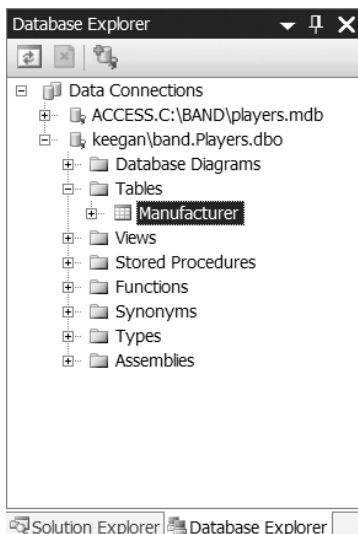 Database Explorer
Data Connections
ACCESS.C:\BAND\players.mdb
keegan\band.Players.dbo
Database Diagrams
Tables
Manufacturer
Views
Stored Procedures
Functions
Synonyms
Types
Assemblies
Solution Explorer Database Explorer